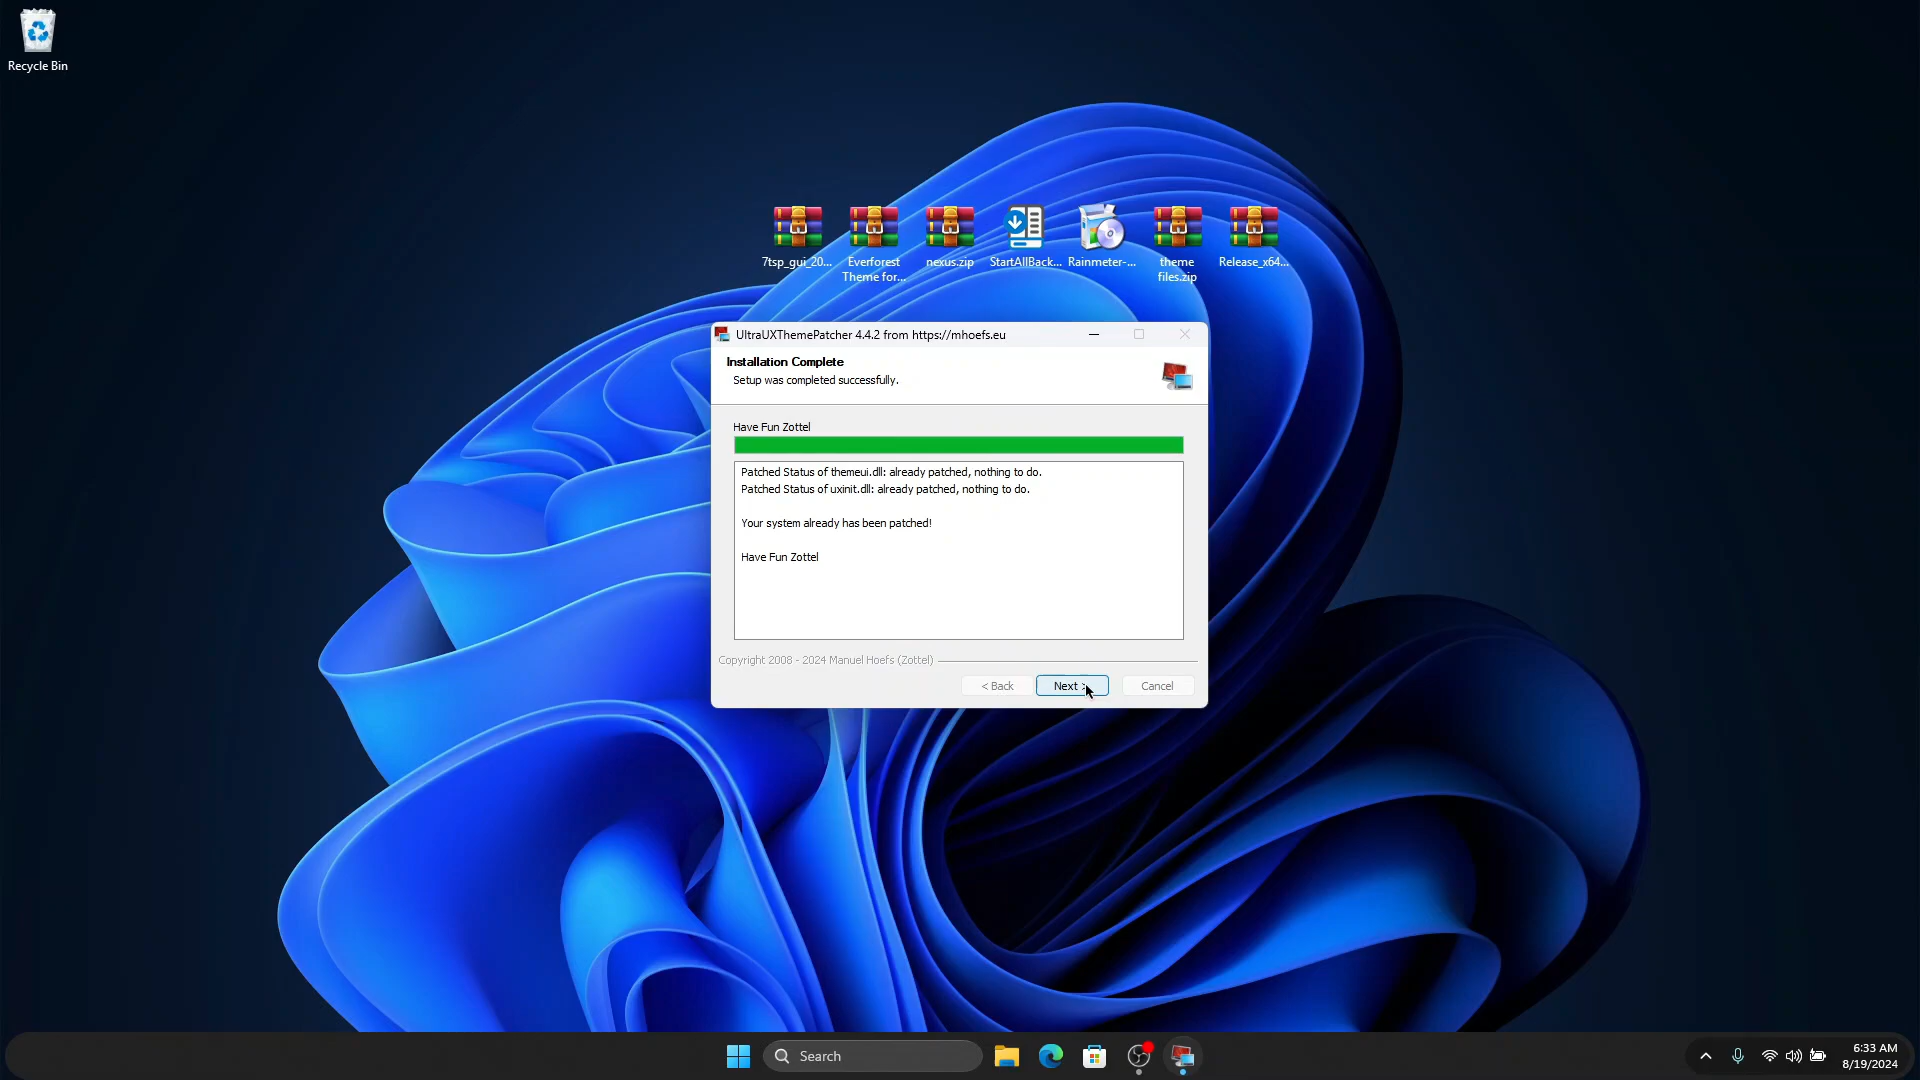 Recycle Bin
7tsp_gui_20...
Everforest
Theme for...
nexus.zip
StartAllBack...
Rainmeter-...
theme
files.zip
Release_x64...
UltraUXThemePatcher 4.4.2 from https://mhoefs.eu
Installation Complete
Setup was completed successfully.
Have Fun Zottel
Patched Status of themeui.dll: already patched, nothing to do.
Patched Status of uxinit.dll: already patched, nothing to do.
Your system already has been patched!
Have Fun Zottel
Copyright 2008 - 2024 Manuel Hoefs (Zottel)
< Back
Next >
Cancel
Search
6:33 AM
8/19/2024